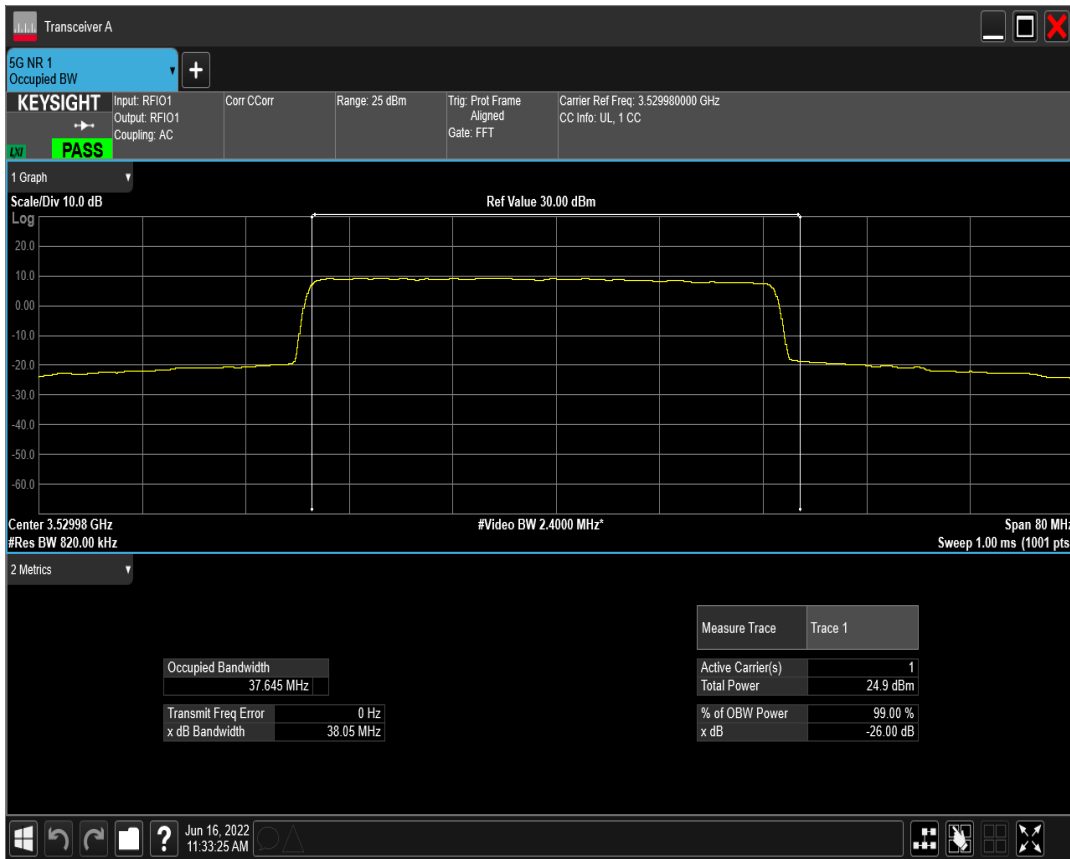 Transceiver A
5G NR 1
Occupied BW
+
KEYSIGHT
LXI
PASS
Input: RFIO1
Output: RFIO1
Coupling: AC
Corr CCorr
Range: 25 dBm
Trig: Prot Frame
Aligned
Gate: FFT
Carrier Ref Freq: 3.529980000 GHz
CC Info: UL, 1 CC
1 Graph
Scale/Div 10.0 dB
Ref Value 30.00 dBm
Log
20.0
10.0
0.00
-10.0
-20.0
-30.0
-40.0
-50.0
-60.0
Center 3.52998 GHz
#Video BW 2.4000 MHz*
Span 80 MHz
#Res BW 820.00 kHz
Sweep 1.00 ms (1001 pts
2 Metrics
Measure Trace Trace 1
Occupied Bandwidth
37.645 MHz
Active Carrier(s) 1
Total Power 24.9 dBm
Transmit Freq Error 0 Hz
x dB Bandwidth 38.05 MHz
% of OBW Power 99.00 %
x dB -26.00 dB
?
Jun 16, 2022
11:33:25 AM